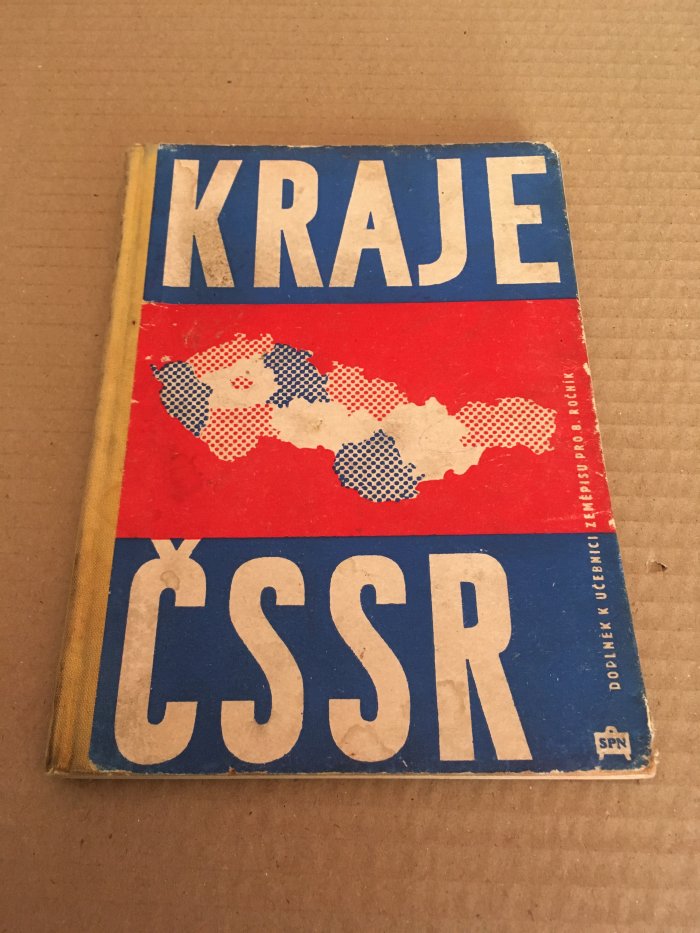 KRAJE
ČSSR
DOPLNĚK K UČEBNICI ZEMĚPISU PRO 8. ROČNÍK
SPN